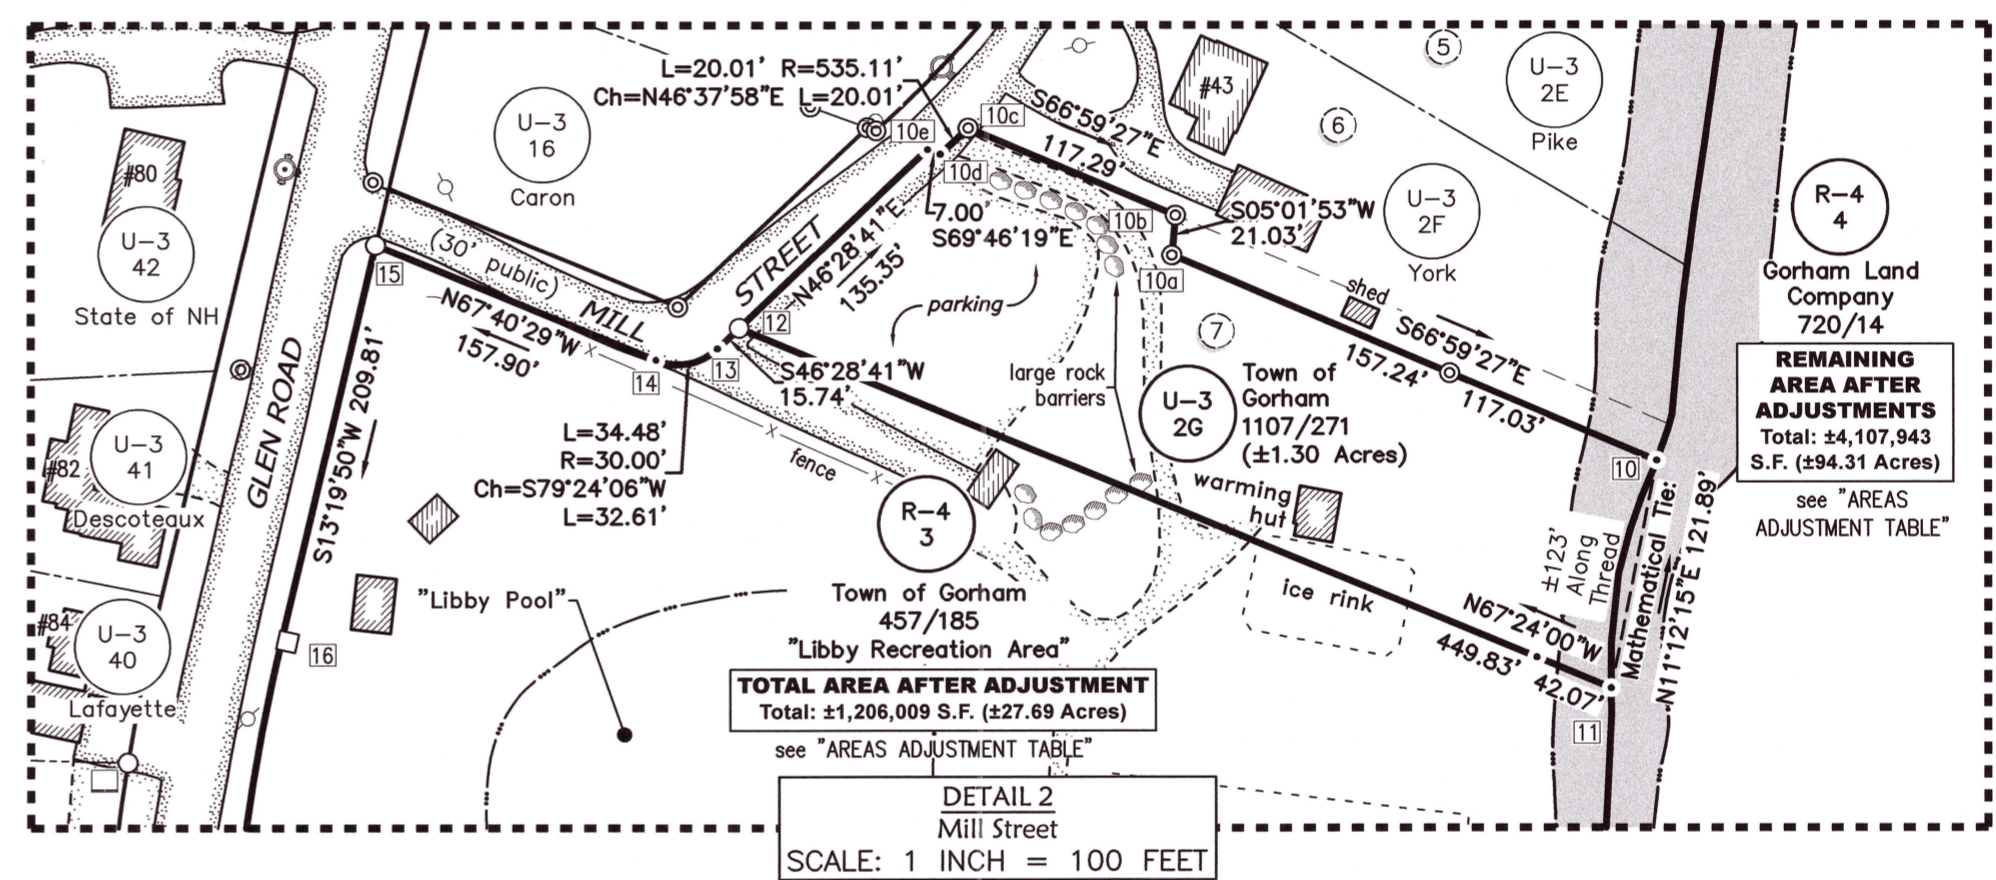 L=20.01' R=535.11'
Ch=N46°37'58"E L=20.01'
10e
10c
10d
S66°59'27"E
117.29'
#43
5
6
U-3
2E
Pike
U-3
16
Caron
#80
U-3
42
State of NH
(30' public)
MILL
STREET
N46°28'41"E
135.35'
7.00'
S69°46'19"E
10b
10a
S05°01'53"W
21.03'
U-3
2F
York
R-4
4
Gorham Land
Company
720/14
REMAINING
AREA AFTER
ADJUSTMENTS
Total: ±4,107,943
S.F. (±94.31 Acres)
see "AREAS
ADJUSTMENT TABLE"
15
N67°40'29"W
157.90'
12
13
14
parking
7
shed
S66°59'27"E
157.24'
117.03'
S46°28'41"W
15.74'
large rock
barriers
U-3
2G
Town of
Gorham
1107/271
(±1.30 Acres)
GLEN ROAD
S13°19'50"W 209.81'
U-3
41
#82
Descoteaux
L=34.48'
R=30.00'
Ch=S79°24'06"W
L=32.61'
X
X
fence
X
R-4
3
warming
hut
ice rink
10
±123'
Along
Thread
Mathematical Tie:
N11°12'15"E 121.89'
N67°24'00"W
449.83'
42.07'
11
#84
U-3
40
Lafayette
16
"Libby Pool"
Town of Gorham
457/185
"Libby Recreation Area"
TOTAL AREA AFTER ADJUSTMENT
Total: ±1,206,009 S.F. (±27.69 Acres)
see "AREAS ADJUSTMENT TABLE"
DETAIL 2
Mill Street
SCALE: 1 INCH = 100 FEET